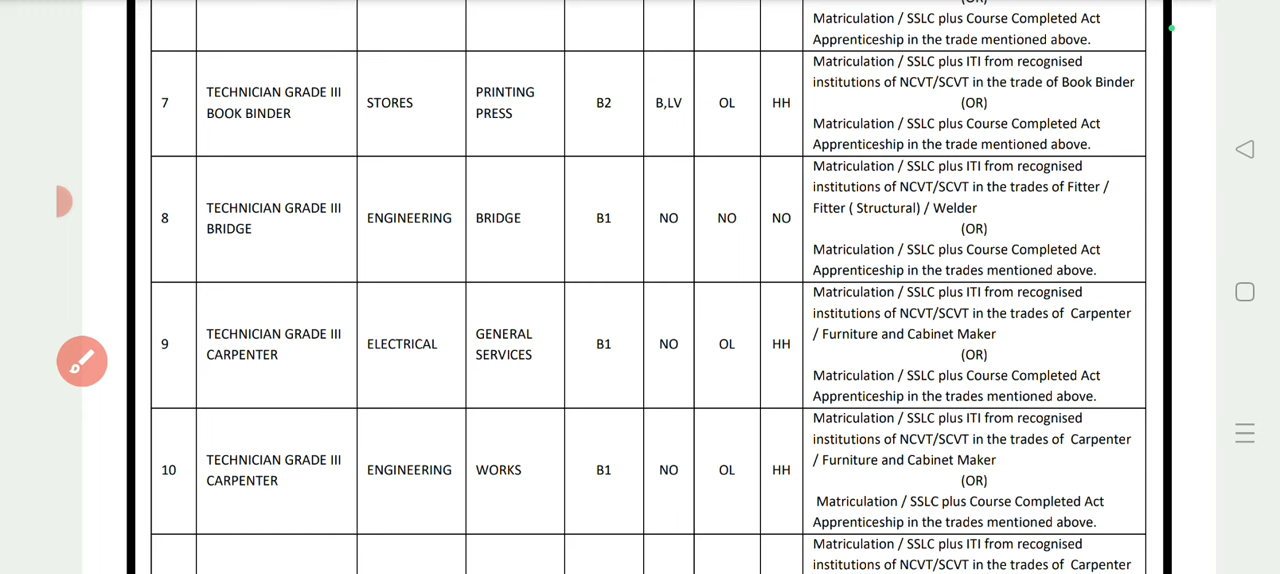 (OR)
Matriculation / SSLC plus Course Completed Act
Apprenticeship in the trade mentioned above.
7
TECHNICIAN GRADE III
BOOK BINDER
STORES
PRINTING
PRESS
B2
B,LV
OL
HH
Matriculation / SSLC plus ITI from recognised
institutions of NCVT/SCVT in the trade of Book Binder
(OR)
Matriculation / SSLC plus Course Completed Act
Apprenticeship in the trade mentioned above.
8
TECHNICIAN GRADE III
BRIDGE
ENGINEERING
BRIDGE
B1
NO
NO
NO
Matriculation / SSLC plus ITI from recognised
institutions of NCVT/SCVT in the trades of Fitter /
Fitter ( Structural) / Welder
(OR)
Matriculation / SSLC plus Course Completed Act
Apprenticeship in the trades mentioned above.
9
TECHNICIAN GRADE III
CARPENTER
ELECTRICAL
GENERAL
SERVICES
B1
NO
OL
HH
Matriculation / SSLC plus ITI from recognised
institutions of NCVT/SCVT in the trades of  Carpenter
/ Furniture and Cabinet Maker
(OR)
Matriculation / SSLC plus Course Completed Act
Apprenticeship in the trades mentioned above.
10
TECHNICIAN GRADE III
CARPENTER
ENGINEERING
WORKS
B1
NO
OL
HH
Matriculation / SSLC plus ITI from recognised
institutions of NCVT/SCVT in the trades of  Carpenter
/ Furniture and Cabinet Maker
(OR)
Matriculation / SSLC plus Course Completed Act
Apprenticeship in the trades mentioned above.
Matriculation / SSLC plus ITI from recognised
institutions of NCVT/SCVT in the trades of  Carpenter